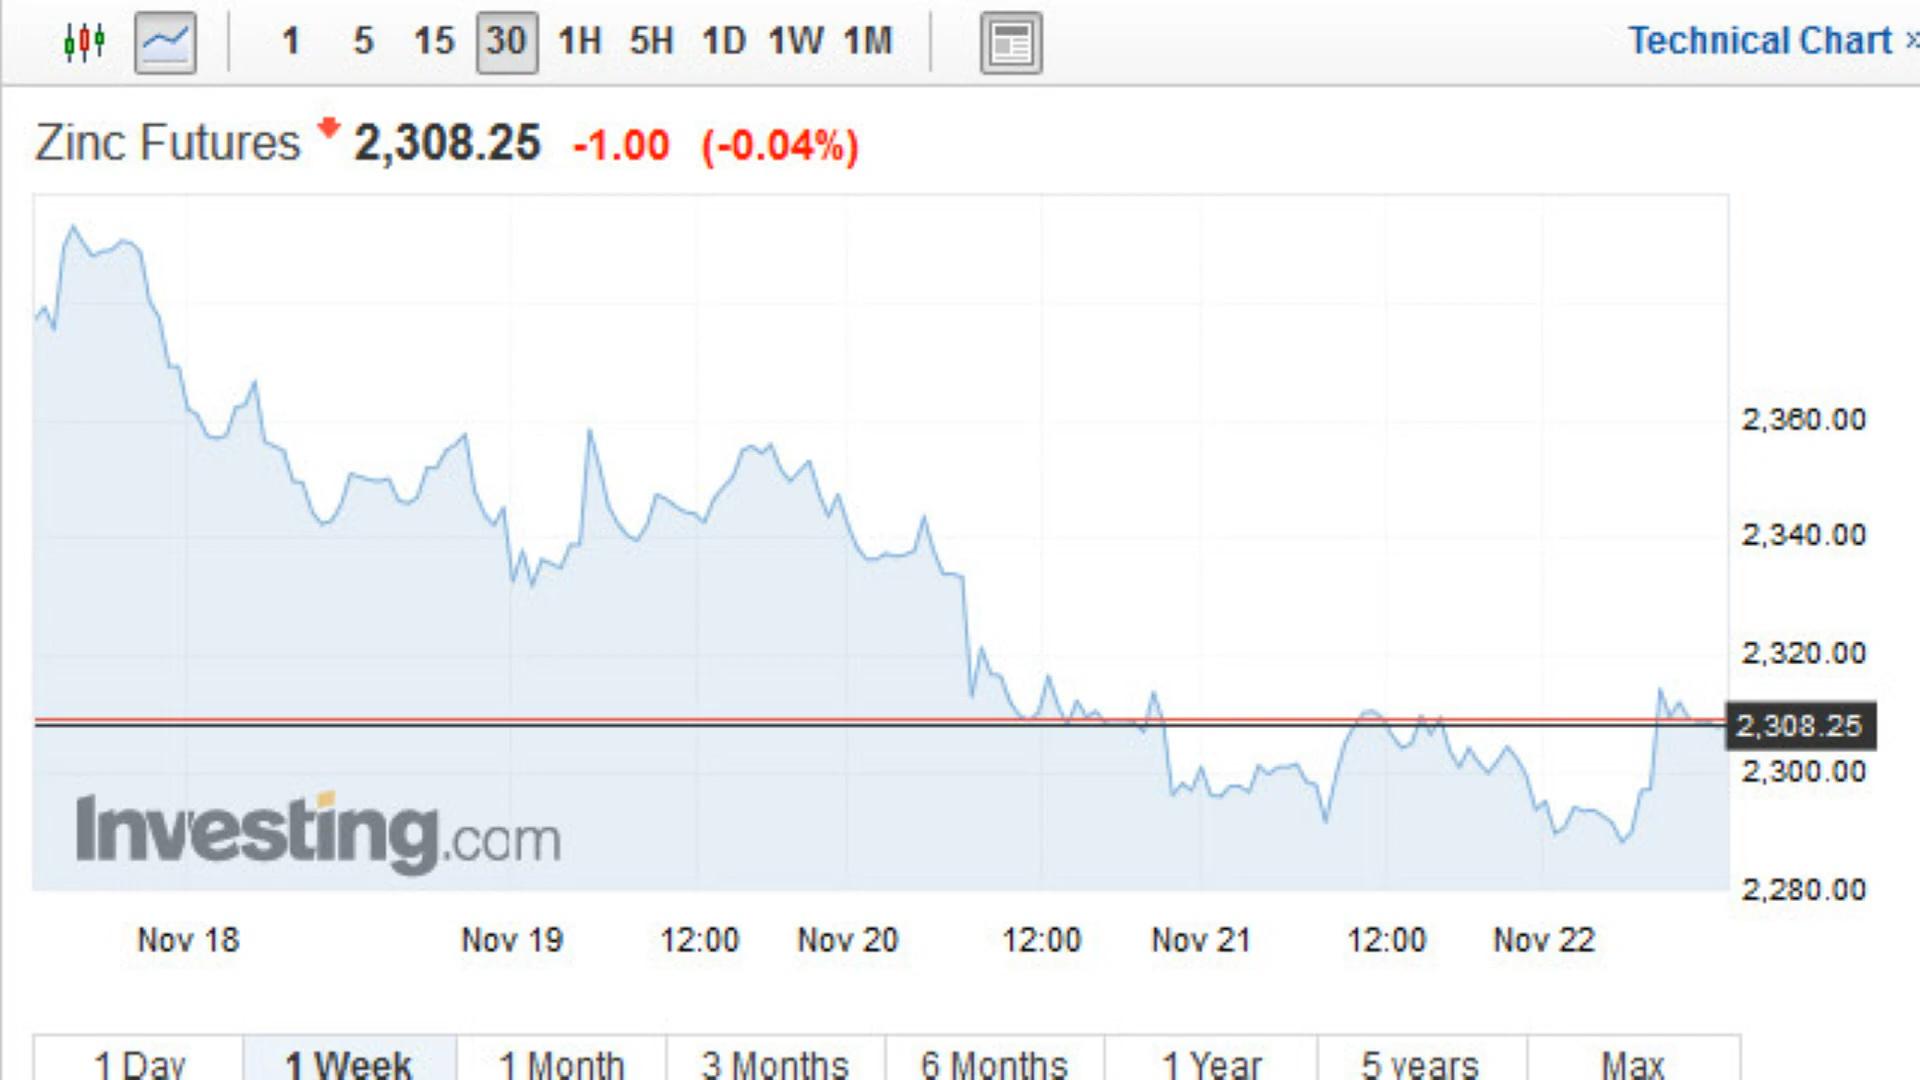 1 5 15 30 1H 5H 1D 1W 1M Technical Chart »
Zinc Futures 2,308.25 -1.00 (-0.04%)
2,360.00
2,340.00
2,320.00
2,308.25
2,300.00
2,280.00
Investing.com
Nov 18 Nov 19 12:00 Nov 20 12:00 Nov 21 12:00 Nov 22
1 Day 1 Week 1 Month 3 Months 6 Months 1 Year 5 years Max